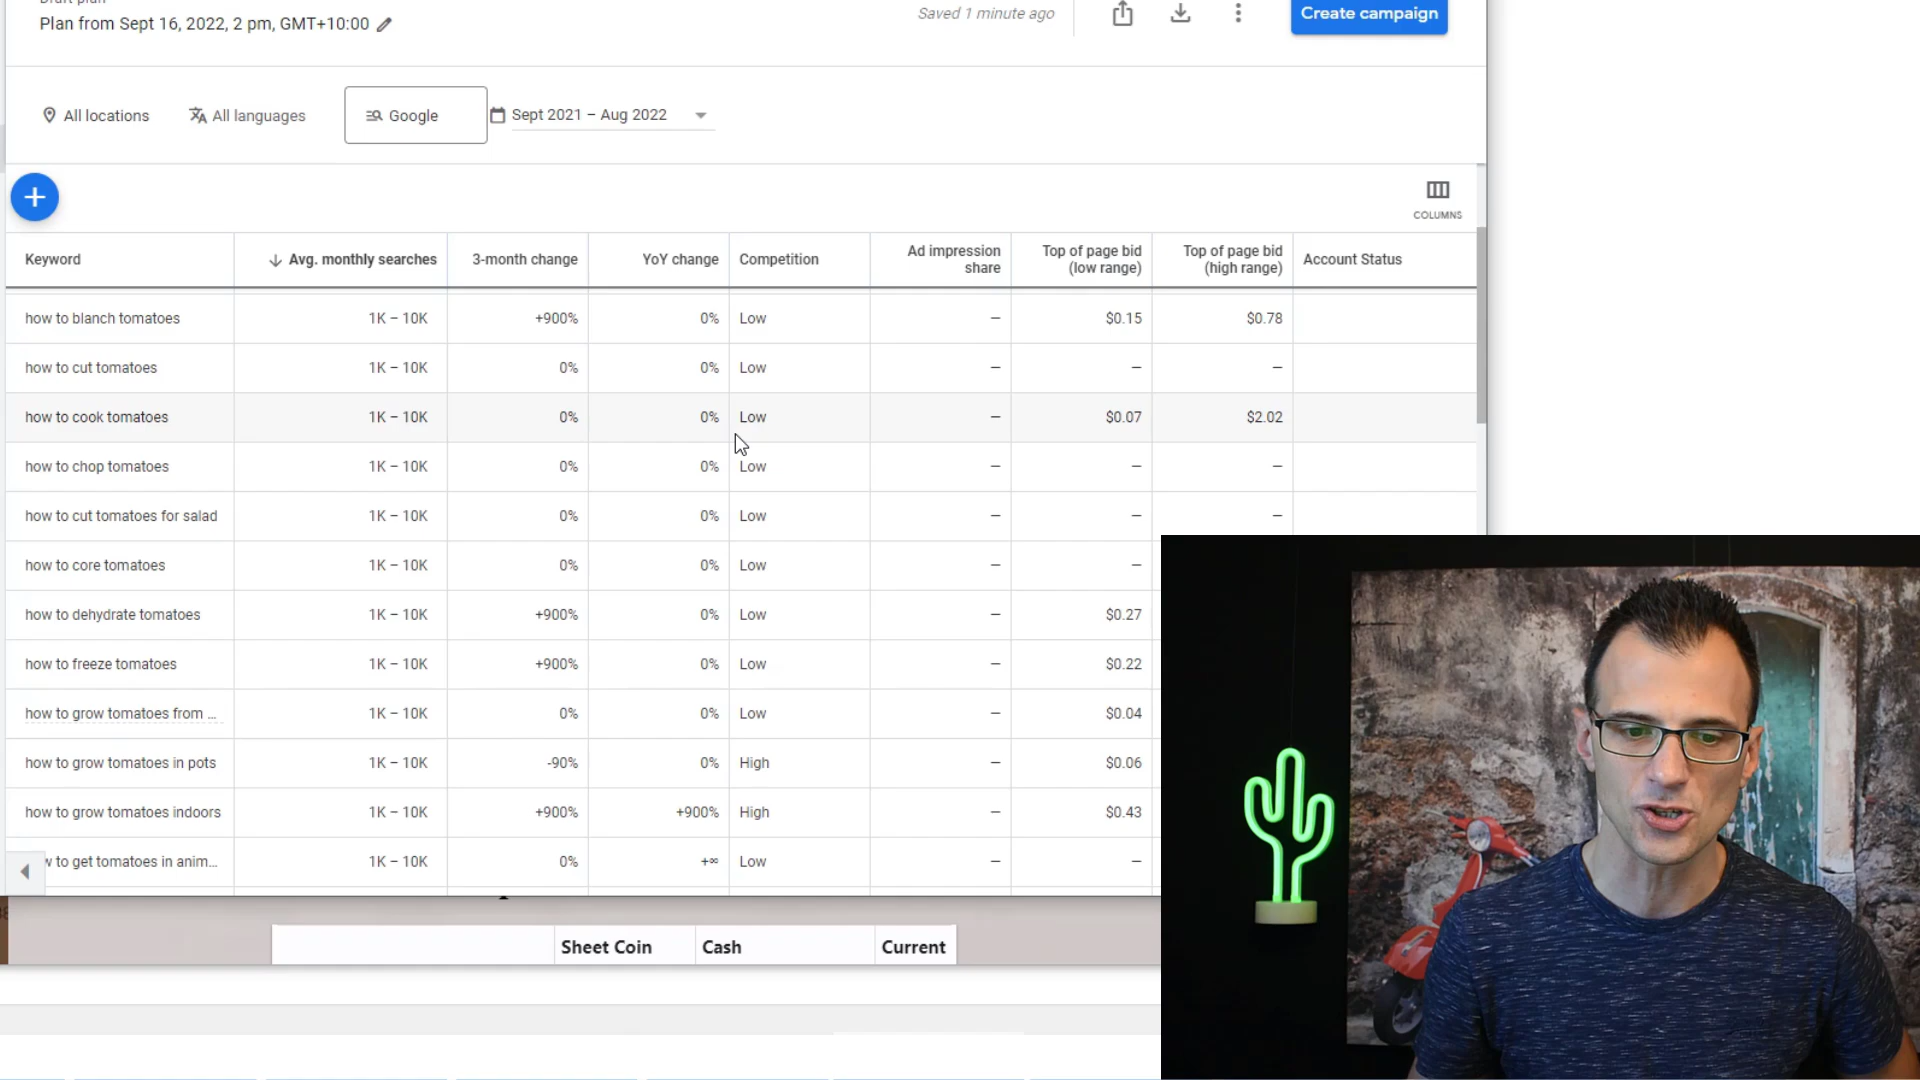 Draft plan
Plan from Sept 16, 2022, 2 pm, GMT+10:00
Saved 1 minute ago
Create campaign
All locations
All languages
Google
Sept 2021 – Aug 2022
COLUMNS
Keyword Avg. monthly searches 3-month change YoY change Competition Ad impression share Top of page bid (low range) Top of page bid (high range) Account Status
how to blanch tomatoes 1K – 10K +900% 0% Low – $0.15 $0.78
how to cut tomatoes 1K – 10K 0% 0% Low – – –
how to cook tomatoes 1K – 10K 0% 0% Low – $0.07 $2.02
how to chop tomatoes 1K – 10K 0% 0% Low – – –
how to cut tomatoes for salad 1K – 10K 0% 0% Low – – –
how to core tomatoes 1K – 10K 0% 0% Low – –
how to dehydrate tomatoes 1K – 10K +900% 0% Low – $0.27
how to freeze tomatoes 1K – 10K +900% 0% Low – $0.22
how to grow tomatoes from ... 1K – 10K 0% 0% Low – $0.04
how to grow tomatoes in pots 1K – 10K -90% 0% High – $0.06
how to grow tomatoes indoors 1K – 10K +900% +900% High – $0.43
w to get tomatoes in anim... 1K – 10K 0% +∞ Low – –
Sheet Coin Cash Current